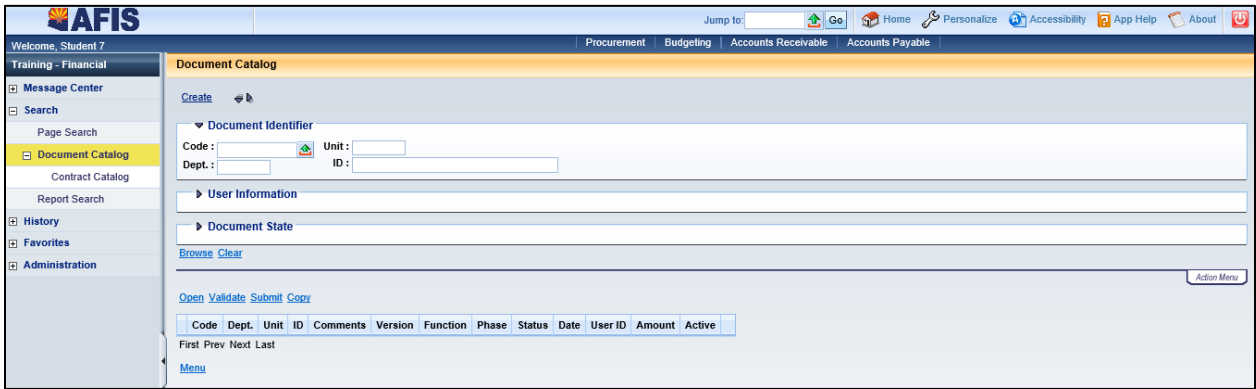 AFIS
Jump to: Go Home Personalize Accessibility App Help About
Welcome, Student 7
Procurement Budgeting Accounts Receivable Accounts Payable
Training - Financial
Document Catalog
Message Center
Search
Page Search
Document Catalog
Contract Catalog
Report Search
History
Favorites
Administration
Create
Document Identifier
Code : Unit :
Dept. : ID :
User Information
Document State
Browse Clear
Action Menu
Open Validate Submit Copy
Code Dept. Unit ID Comments Version Function Phase Status Date User ID Amount Active
First Prev Next Last
Menu